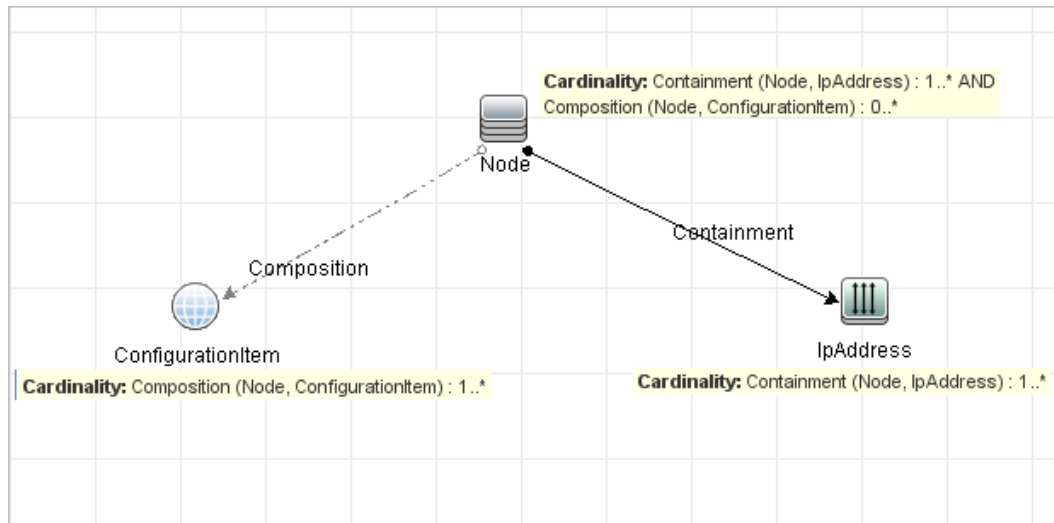 Cardinality: Containment (Node, IpAddress) : 1..* AND
Composition (Node, ConfigurationItem) : 0..*
Node
Containment
Composition
ConfigurationItem
IpAddress
Cardinality: Composition (Node, ConfigurationItem) : 1..*
Cardinality: Containment (Node, IpAddress) : 1..*